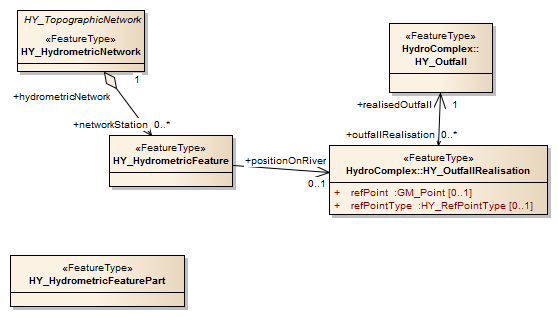 HY_TopographicNetwork
«FeatureType»
HY_HydrometricNetwork
1
+hydrometricNetwork
+networkStation 0..*
«FeatureType»
HY_HydrometricFeature
+positionOnRiver
0..1
«FeatureType»
HydroComplex::
HY_Outfall
+realisedOutfall 1
+outfallRealisation 0..*
«FeatureType»
HydroComplex::HY_OutfallRealisation
+ refPoint :GM_Point [0..1]
+ refPointType :HY_RefPointType [0..1]
«FeatureType»
HY_HydrometricFeaturePart